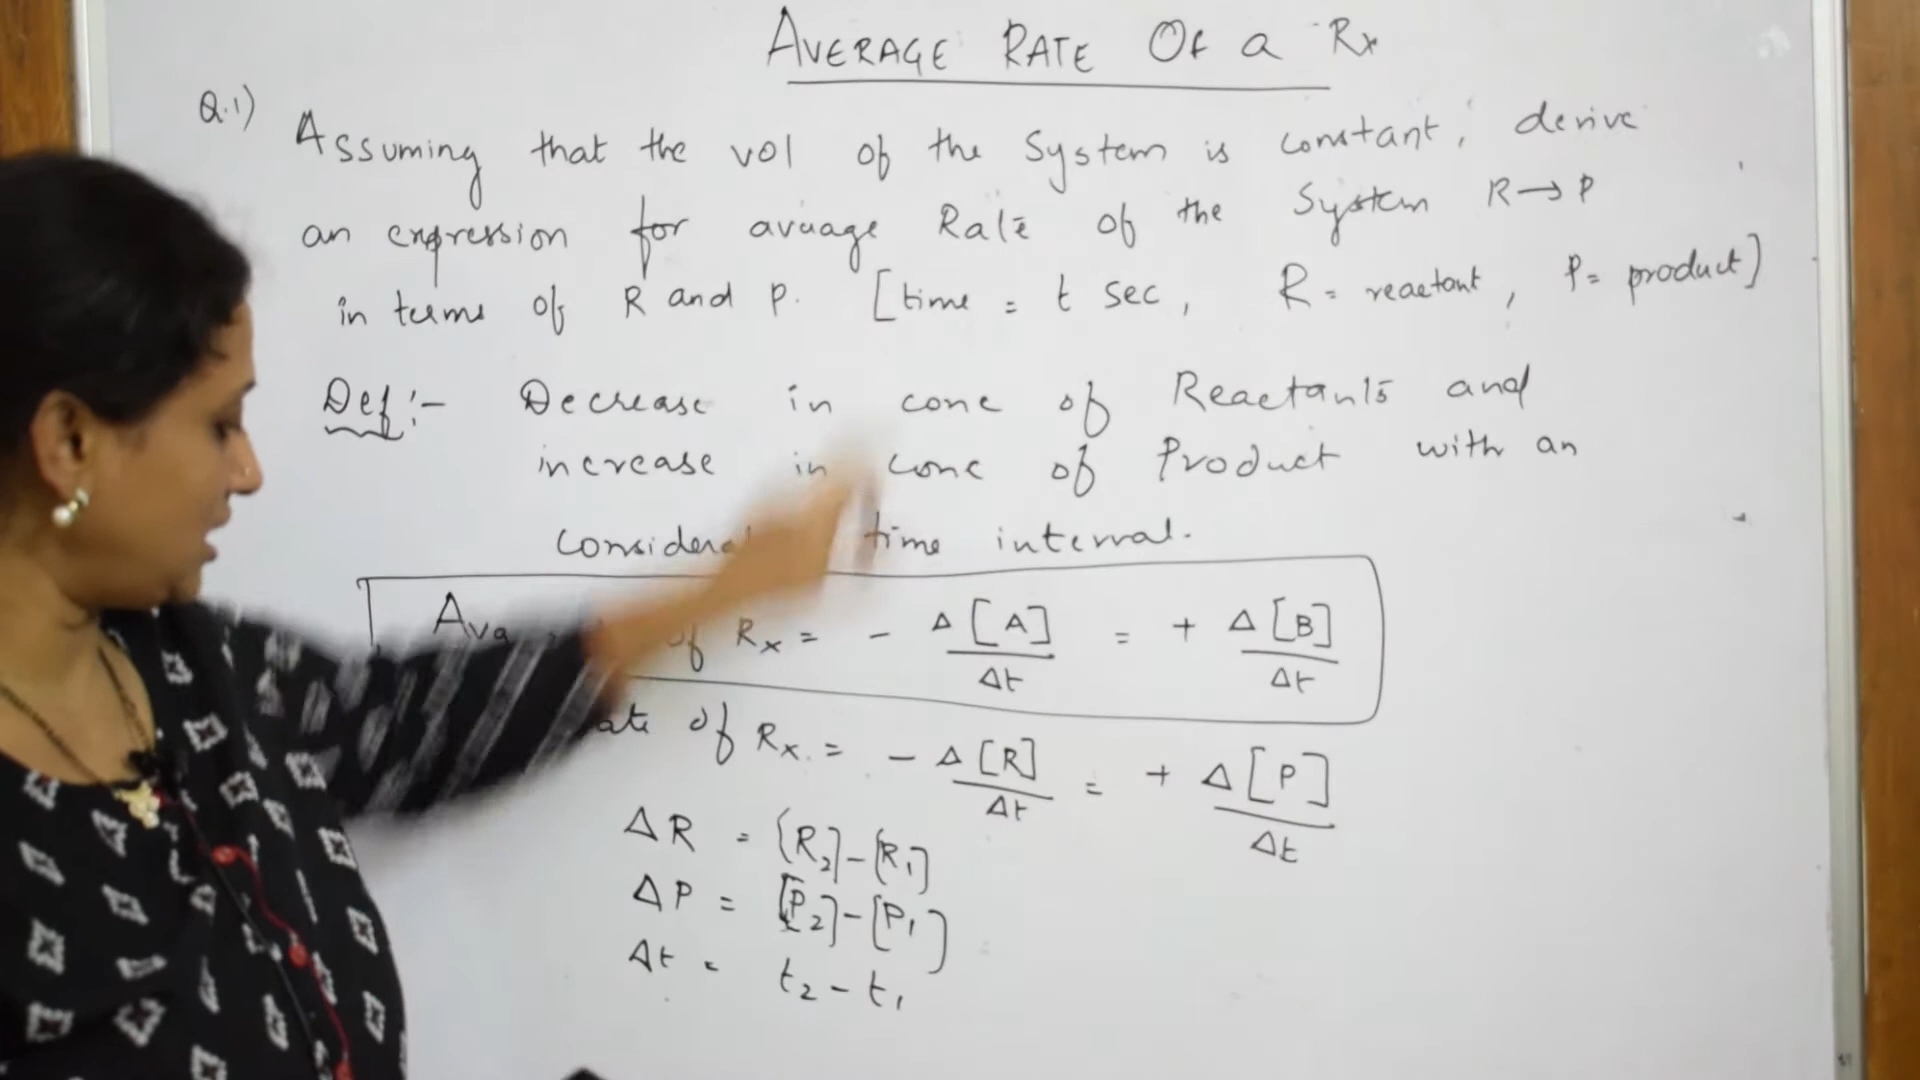 AVERAGE RATE Of a Rx
Q.1) Assuming that the vol of the System is constant, derive
an expression for average Rate of the System R → P
in terms of R and P. [time = t sec, R = reactant, P = product]
Def:- Decrease in conc of Reactants and
increase in conc of Product with an
time interval.
Avg of Rx = - Δ[A]/Δt = + Δ[B]/Δt
of Rx. = - Δ[R]/Δt = + Δ[P]/Δt
ΔR = [R₂]-[R₁]
ΔP = [P₂]-[P₁]
Δt = t₂ - t₁